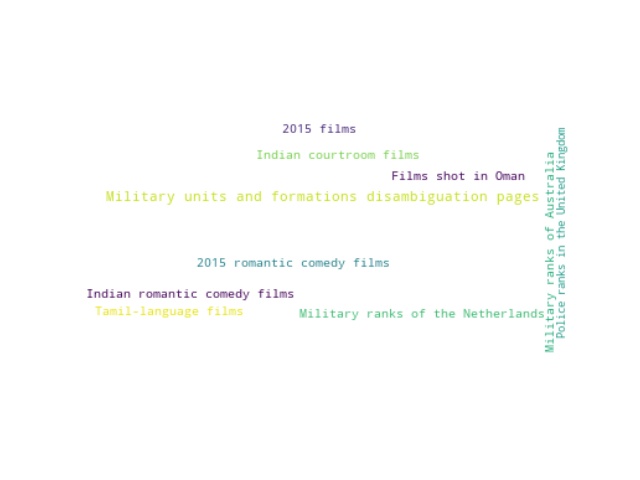 2015 films
Indian courtroom films
Films shot in Oman
Military units and formations disambiguation pages
2015 romantic comedy films
Indian romantic comedy films
Tamil-language films
Military ranks of the Netherlands
Military ranks of Australia
Police ranks in the United Kingdom